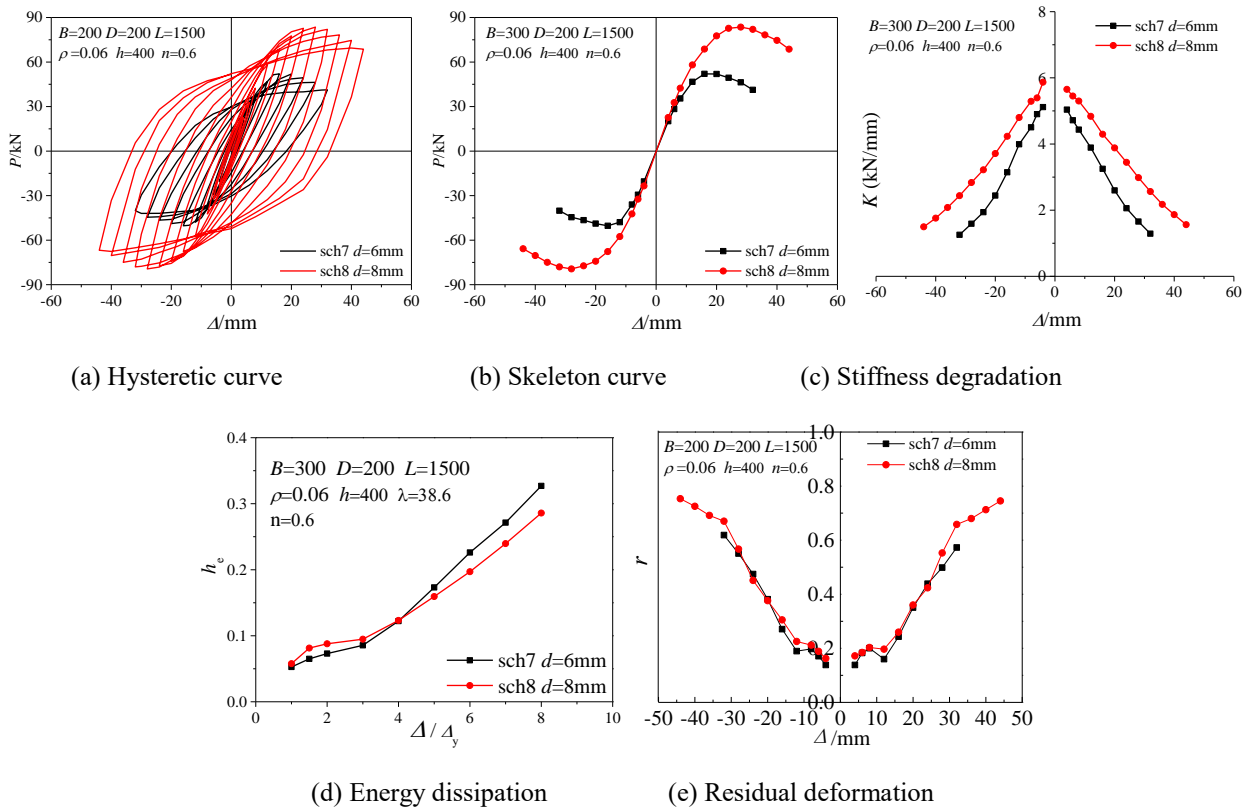 90
60
30
0
-30
-60
-90
P/kN
B=200 D=200 L=1500
ρ=0.06 h=400 n=0.6
sch7 d=6mm
sch8 d=8mm
-60 -40 -20 0 20 40 60
Δ/mm
(a) Hysteretic curve
90
60
30
0
-30
-60
-90
P/kN
B=300 D=200 L=1500
ρ=0.06 h=400 n=0.6
sch7 d=6mm
sch8 d=8mm
-60 -40 -20 0 20 40 60
Δ/mm
(b) Skeleton curve
B=300 D=200 L=1500
ρ=0.06 h=400 n=0.6
sch7 d=6mm
sch8 d=8mm
8
6
4
2
0
K (kN/mm)
-60 -40 -20 0 20 40 60
Δ/mm
(c) Stiffness degradation
0.4
0.3
0.2
0.1
0.0
he
B=300 D=200 L=1500
ρ=0.06 h=400 λ=38.6
n=0.6
sch7 d=6mm
sch8 d=8mm
0 2 4 6 8 10
Δ / Δy
(d) Energy dissipation
1.0
0.8
0.6
0.4
0.2
0.0
r
B=200 D=200 L=1500
ρ=0.06 h=400 n=0.6
sch7 d=6mm
sch8 d=8mm
-50 -40 -30 -20 -10 0 10 20 30 40 50
Δ/mm
(e) Residual deformation